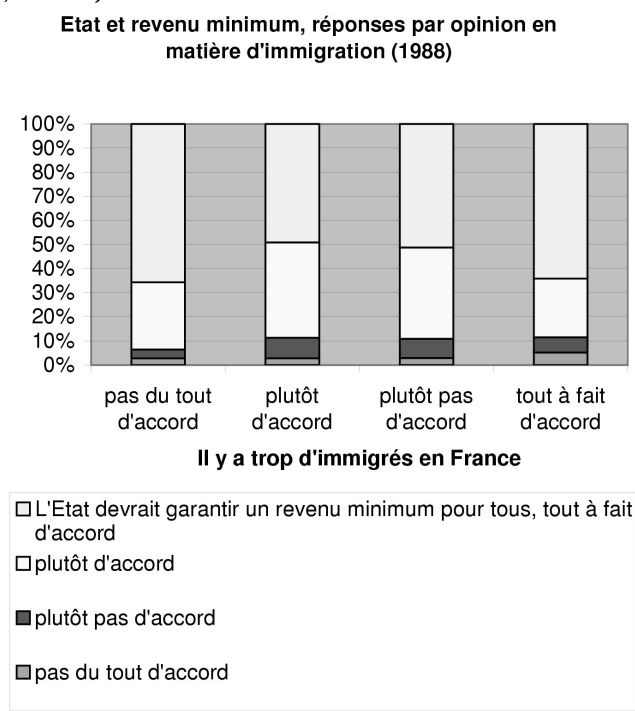 Etat et revenu minimum, réponses par opinion en
matière d'immigration (1988)
100%
90%
80%
70%
60%
50%
40%
30%
20%
10%
0%
pas du tout
d'accord
plutôt
d'accord
plutôt pas
d'accord
tout à fait
d'accord
Il y a trop d'immigrés en France
L'Etat devrait garantir un revenu minimum pour tous, tout à fait
d'accord
plutôt d'accord
plutôt pas d'accord
pas du tout d'accord